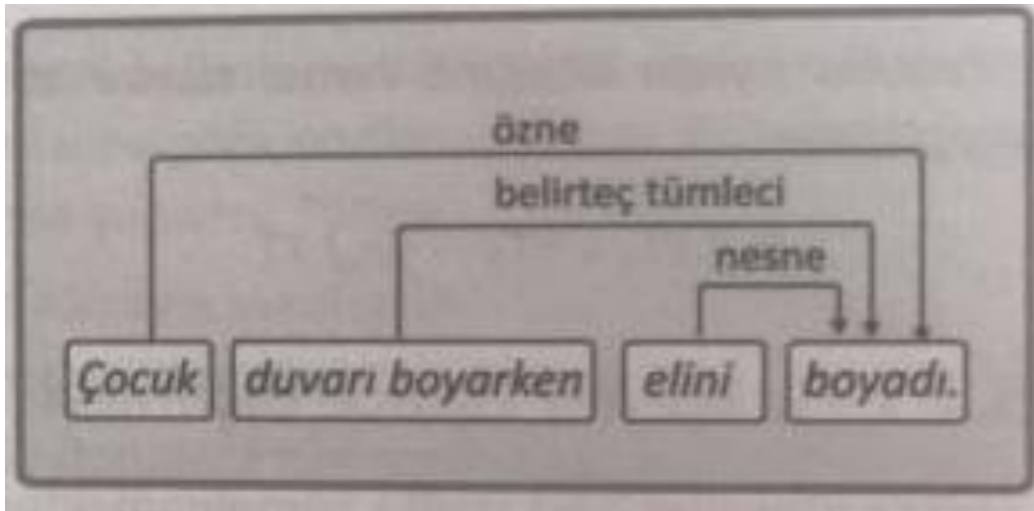 özne
belirteç tümleci
nesne
Çocuk duvarı boyarken elini boyadı.